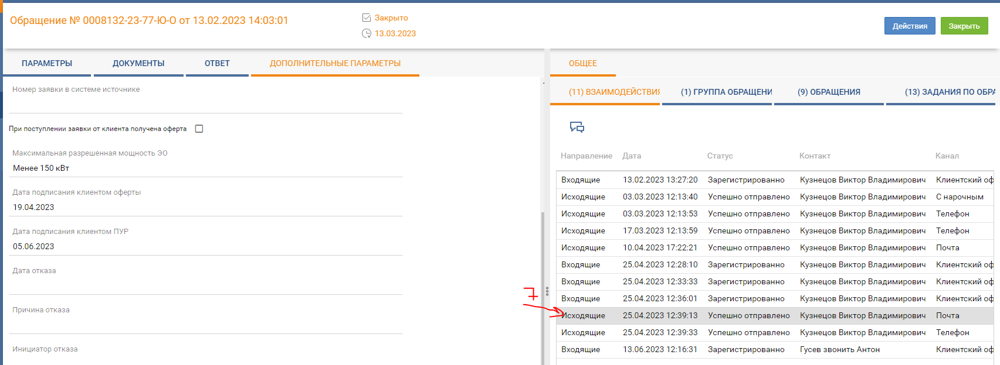 Обращение № 0008132-23-77-Ю-О от 13.02.2023 14:03:01
Закрыто
13.03.2023
Действия
Закрыть
ПАРАМЕТРЫ ДОКУМЕНТЫ ОТВЕТ ДОПОЛНИТЕЛЬНЫЕ ПАРАМЕТРЫ
Номер заявки в системе источнике
При поступлении заявки от клиента получена оферта
Максимальная разрешенная мощность ЭО
Менее 150 кВт
Дата подписания клиентом оферты
19.04.2023
Дата подписания клиентом ПУР
05.06.2023
Дата отказа
Причина отказа
Инициатор отказа
7
ОБЩЕЕ
(11) ВЗАИМОДЕЙСТВИЯ (1) ГРУППА ОБРАЩЕНИ (9) ОБРАЩЕНИЯ (13) ЗАДАНИЯ ПО ОБРА
Направление Дата Статус Контакт Канал
Входящие 13.02.2023 13:27:20 Зарегистрированно Кузнецов Виктор Владимирович Клиентский оф
Исходящие 03.03.2023 12:13:40 Успешно отправлено Кузнецов Виктор Владимирович С нарочным
Исходящие 03.03.2023 12:13:53 Успешно отправлено Кузнецов Виктор Владимирович Телефон
Исходящие 17.03.2023 12:13:59 Успешно отправлено Кузнецов Виктор Владимирович Телефон
Исходящие 10.04.2023 17:22:21 Успешно отправлено Кузнецов Виктор Владимирович Почта
Входящие 25.04.2023 12:28:10 Зарегистрированно Кузнецов Виктор Владимирович Клиентский оф
Входящие 25.04.2023 12:33:33 Зарегистрированно Кузнецов Виктор Владимирович Клиентский оф
Входящие 25.04.2023 12:36:01 Зарегистрированно Кузнецов Виктор Владимирович Клиентский оф
Исходящие 25.04.2023 12:39:13 Успешно отправлено Кузнецов Виктор Владимирович Почта
Исходящие 25.04.2023 12:39:33 Успешно отправлено Кузнецов Виктор Владимирович Телефон
Входящие 13.06.2023 12:16:31 Зарегистрированно Гусев звонить Антон Клиентский оф